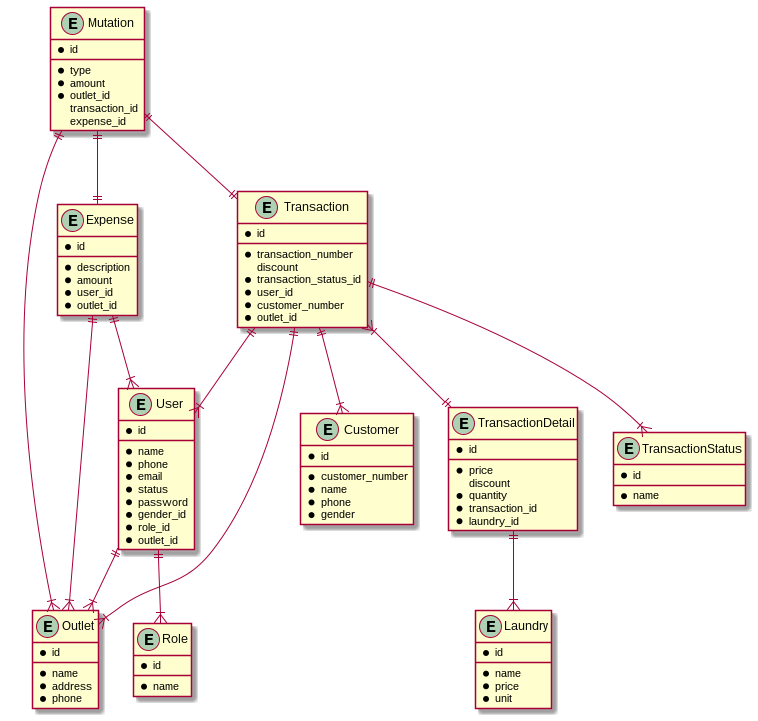 E Mutation
id
type
amount
outlet_id
transaction_id
expense_id
E Expense
id
description
amount
user_id
outlet_id
E Transaction
id
transaction_number
discount
transaction_status_id
user_id
customer_number
outlet_id
E User
id
name
phone
email
status
password
gender_id
role_id
outlet_id
E Customer
id
customer_number
name
phone
gender
E TransactionDetail
id
price
discount
quantity
transaction_id
laundry_id
E TransactionStatus
id
name
E Outlet
id
name
address
phone
E Role
id
name
E Laundry
id
name
price
unit